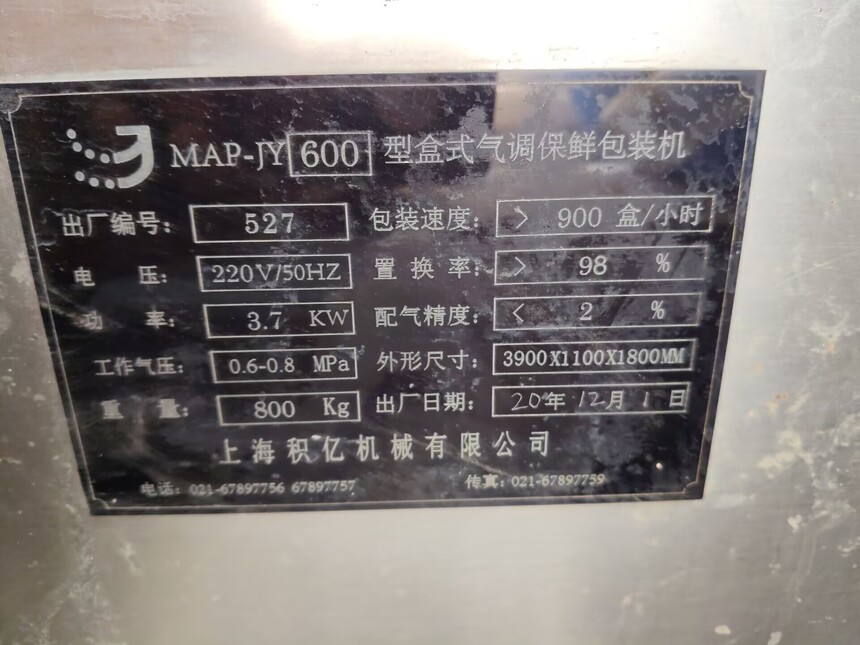 MAP-JY 600 型盒式气调保鲜包装机
出厂编号: 527 包装速度: > 900 盒/小时
电 压: 220V/50HZ 置换率: > 98 %
功 率: 3.7 KW 配气精度: < 2 %
工作气压: 0.6-0.8 MPa 外形尺寸: 3900X1100X1800MM
重 量: 800 Kg 出厂日期: 20年12月1日
上海积亿机械有限公司
电话: 021-67897756 67897757 传真: 021-67897759